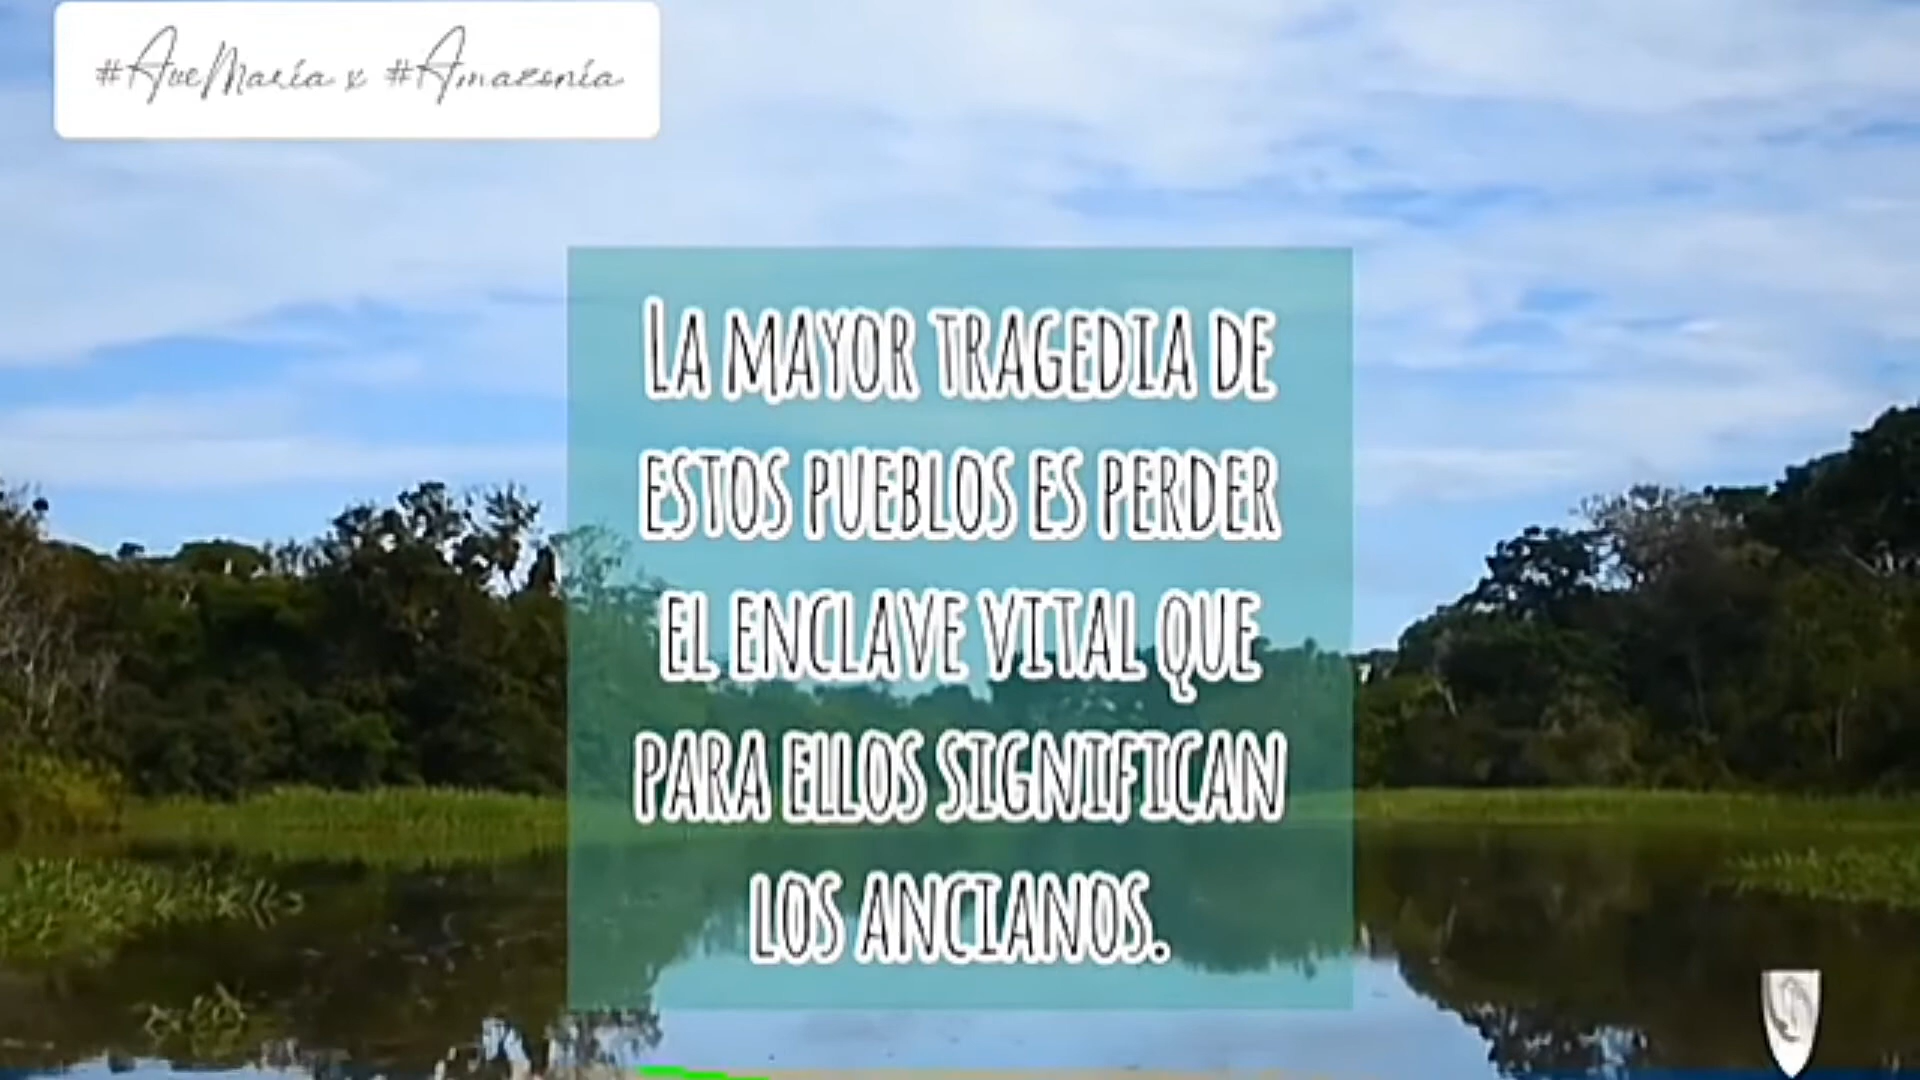 #AveMaría x #Amazonía
LA MAYOR TRAGEDIA DE
ESTOS PUEBLOS ES PERDER
EL ENCLAVE VITAL QUE
PARA ELLOS SIGNIFICAN
LOS ANCIANOS.